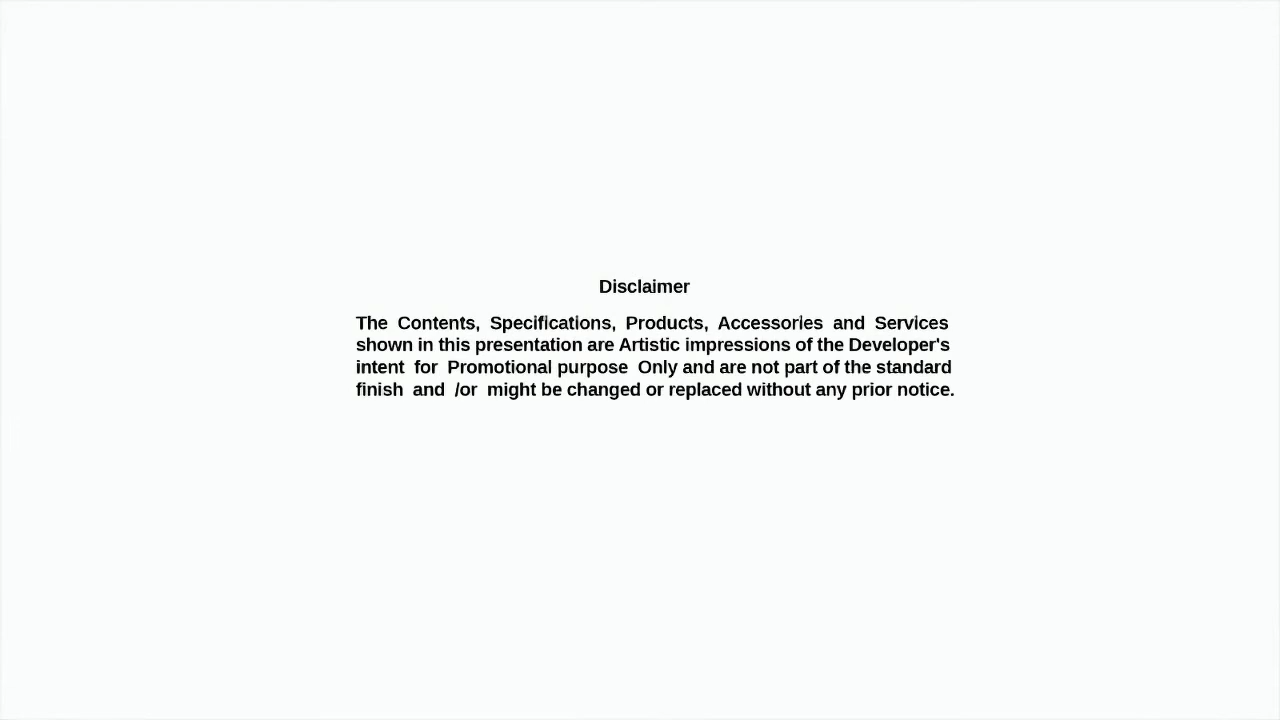 Disclaimer
The Contents, Specifications, Products, Accessories and Services
shown in this presentation are Artistic impressions of the Developer's
intent for Promotional purpose Only and are not part of the standard
finish and /or might be changed or replaced without any prior notice.